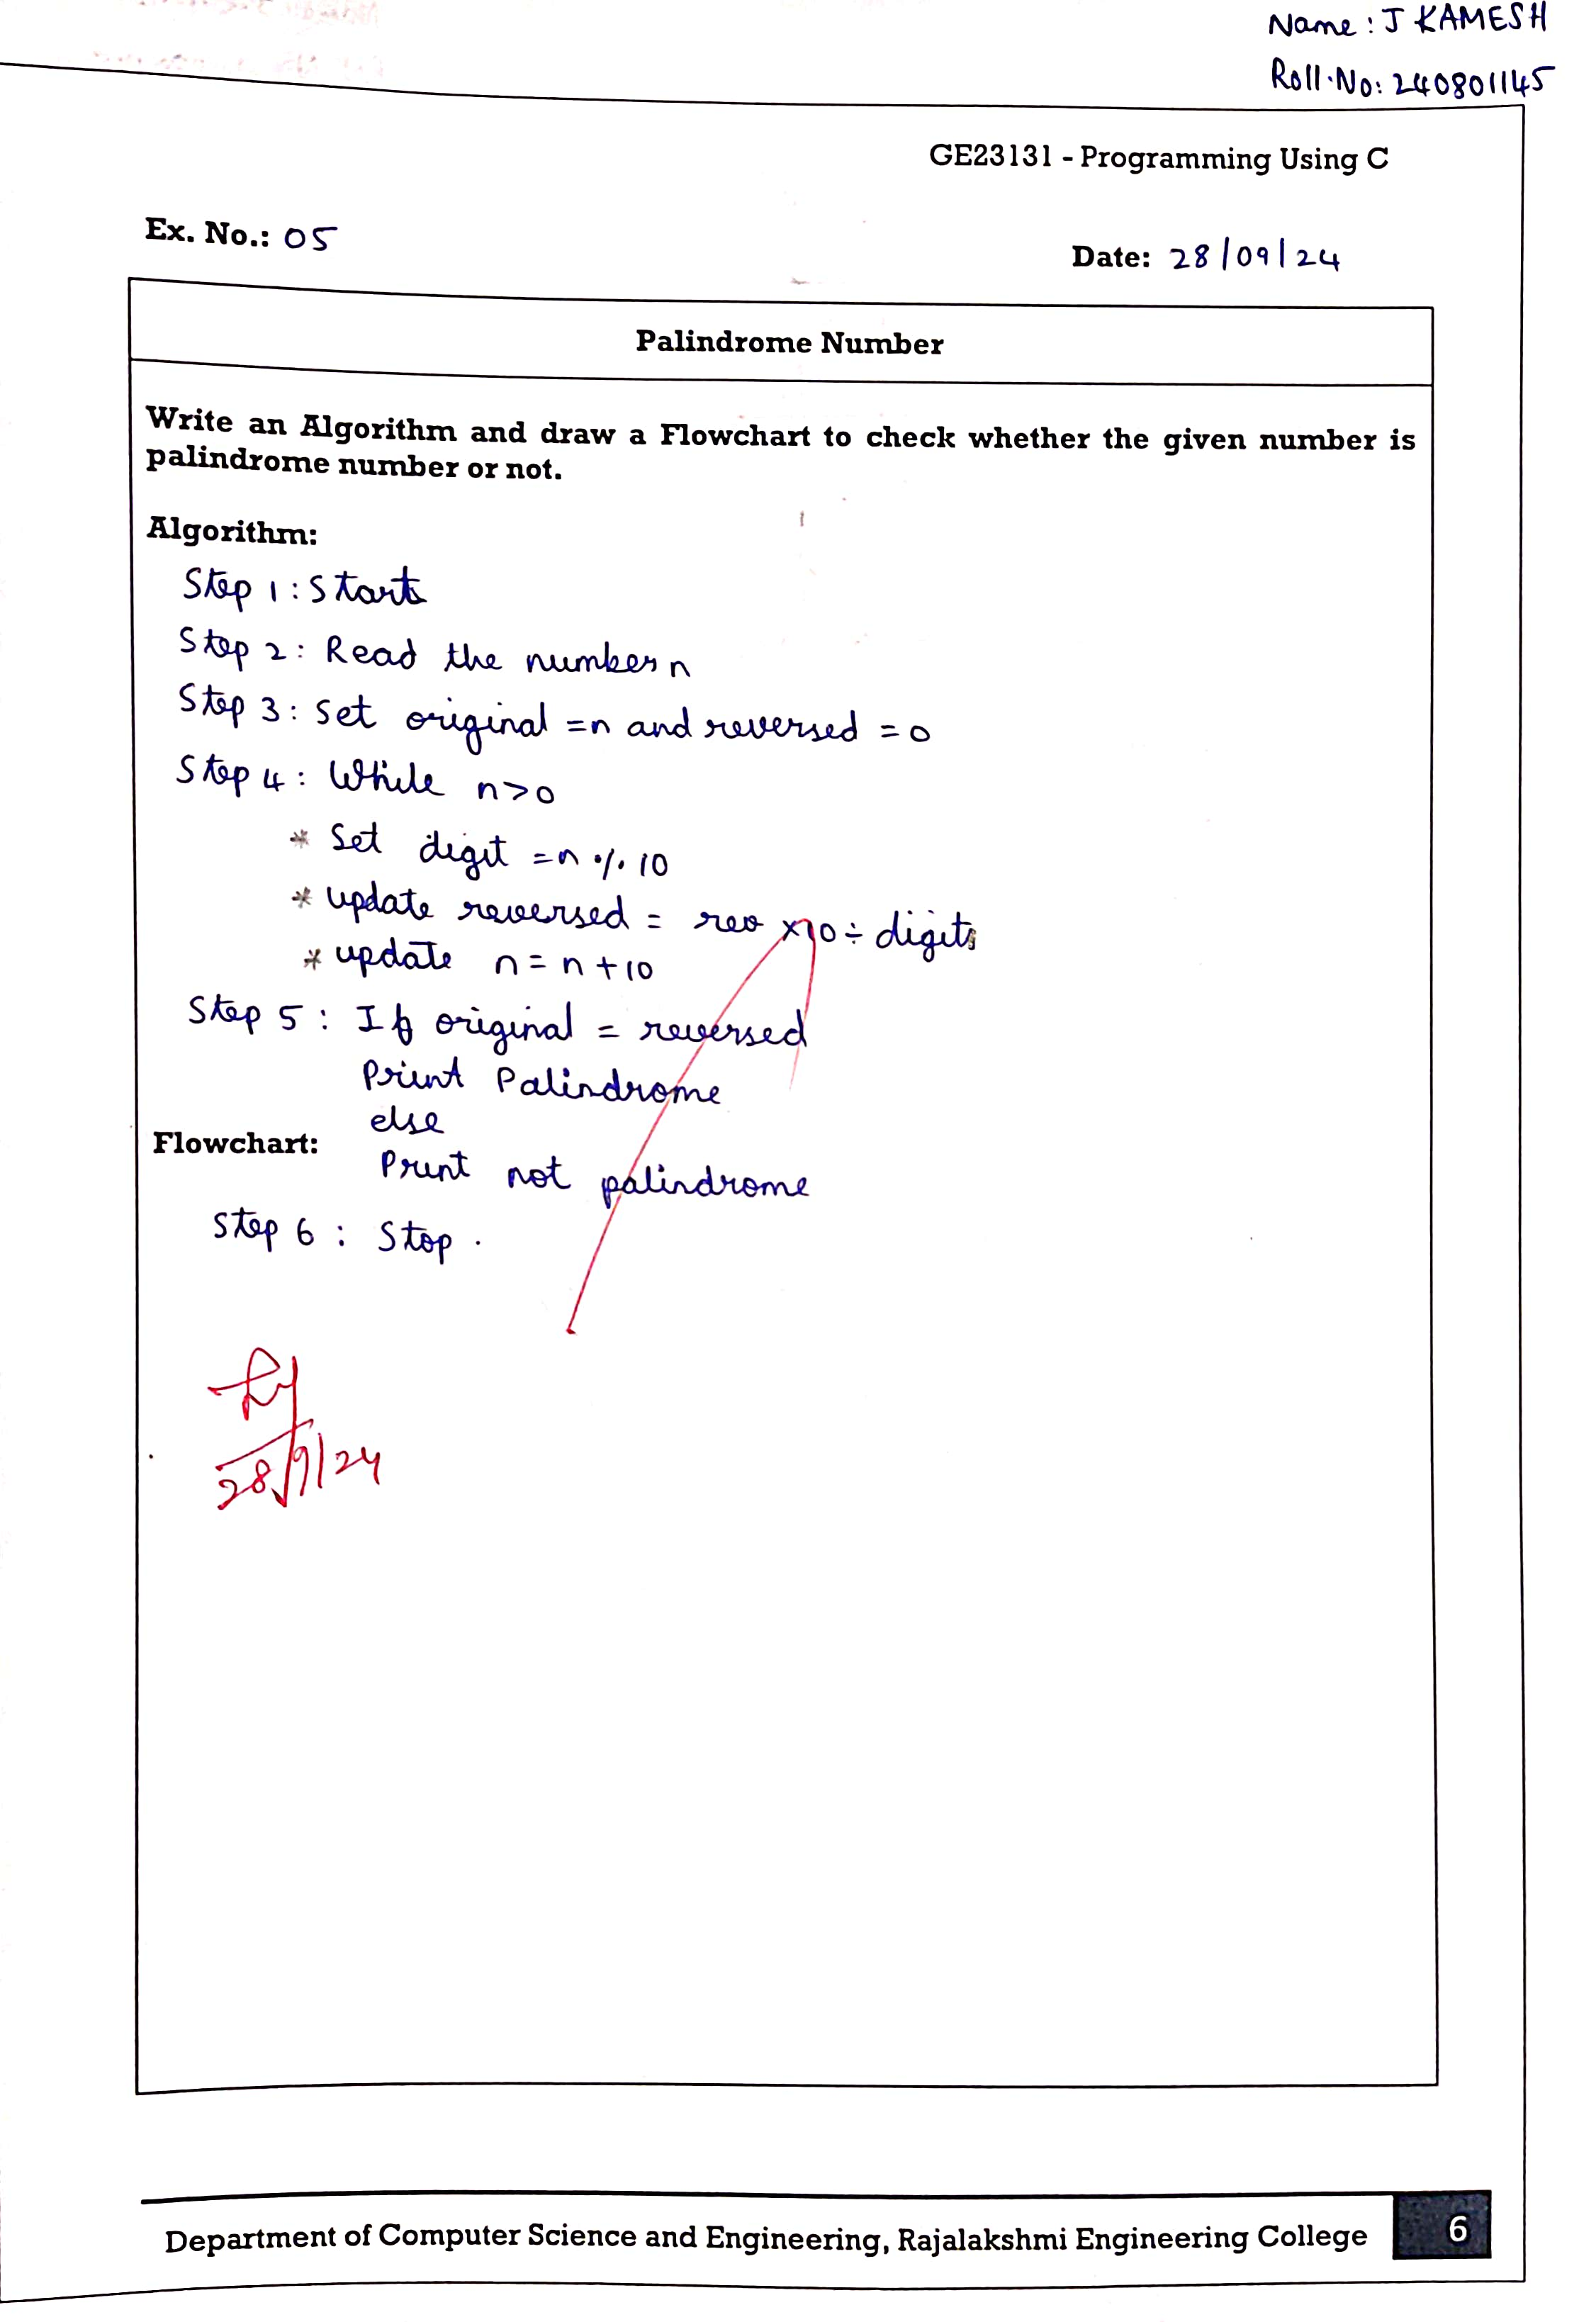 Name: J KAMESH
Roll.No: 240801145
GE23131 - Programming Using C
Ex. No.: 05
Date: 28/09/24
Palindrome Number
Write an Algorithm and draw a Flowchart to check whether the given number is
palindrome number or not.
Algorithm:
Step 1: Start
Step 2: Read the number n
Step 3: Set original = n and reversed = 0
Step 4: While n>0
* Set digit = n % 10
* update reversed = rev ×10 ÷ digits
* update n = n + 10
Step 5: If original = reversed
Print Palindrome
else
Flowchart:
Print not palindrome
Step 6: Stop.
28/9/24
Department of Computer Science and Engineering, Rajalakshmi Engineering College
6